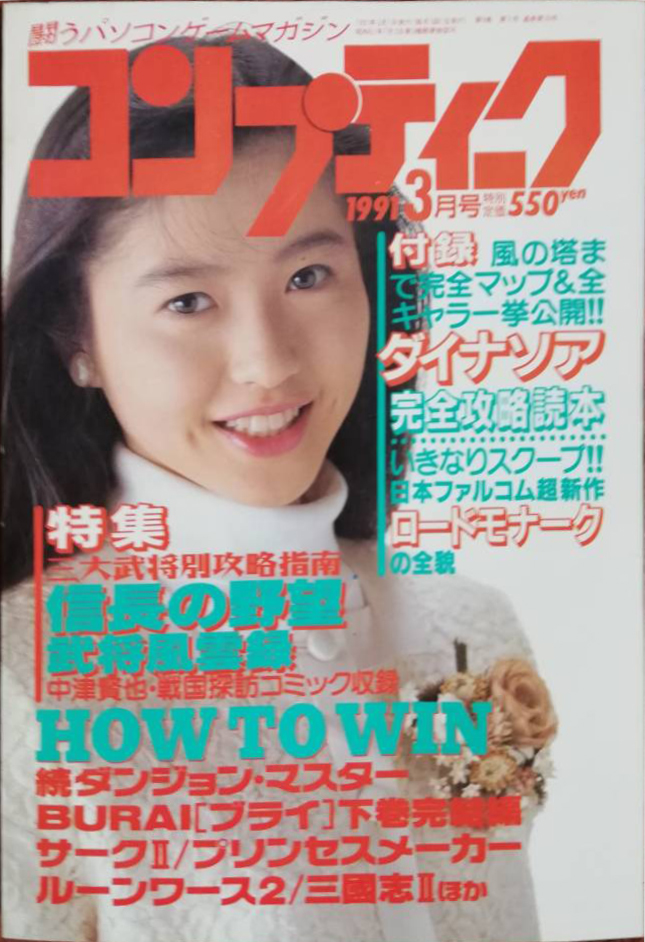 うパソコンゲームマガジン
コンプティーク
1991 3月号 特別定価 550yen
付録 風の塔ま
で完全マップ&全
キャラ一挙公開!!
ダイナソア
完全攻略読本
いきなりスクープ!!
日本ファルコム超新作
ロードモナーク
の全貌
特集
三大武将別攻略指南
信長の野望
武将風雲録
中津賢也・戦国探訪コミック収録
HOW TO WIN
続ダンジョン・マスター
BURAI[ブライ]下巻完結編
サークⅡ/プリンセスメーカー
ルーンワース2/三國志Ⅱほか